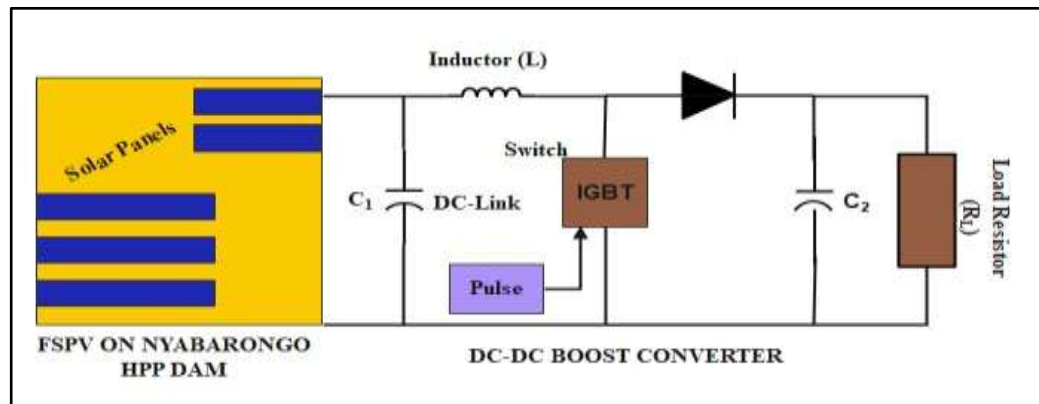 Inductor (L)
Solar Panels
Switch
IGBT
C₁
DC-Link
C₂
Load Resistor
(RL)
Pulse
FSPV ON NYABARONGO
HPP DAM
DC-DC BOOST CONVERTER